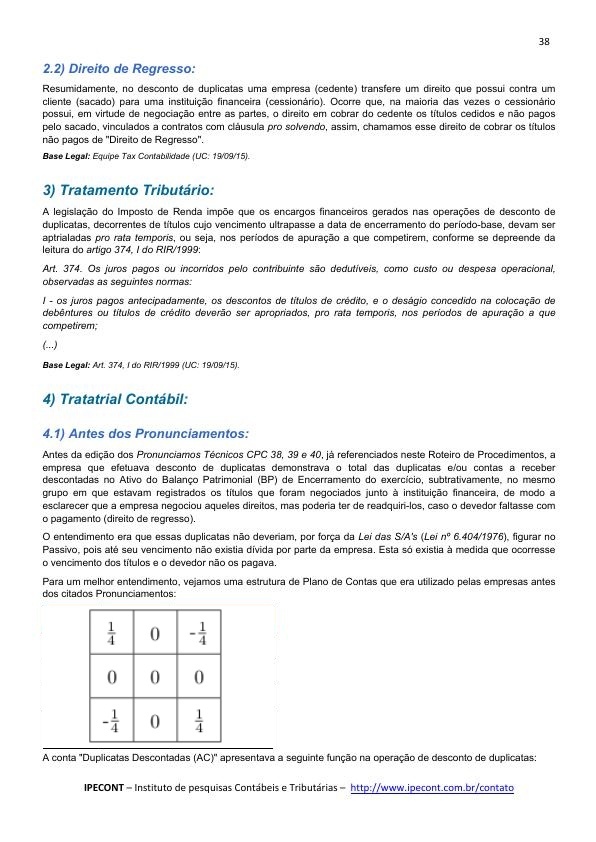 38
2.2) Direito de Regresso:
Resumidamente, no desconto de duplicatas uma empresa (cedente) transfere um direito que possui contra um
cliente (sacado) para uma instituição financeira (cessionário). Ocorre que, na maioria das vezes o cessionário
possui, em virtude de negociação entre as partes, o direito em cobrar do cedente os títulos cedidos e não pagos
pelo sacado, vinculados a contratos com cláusula pro solvendo, assim, chamamos esse direito de cobrar os títulos
não pagos de "Direito de Regresso".
Base Legal: Equipe Tax Contabilidade (UC: 19/09/15).
3) Tratamento Tributário:
A legislação do Imposto de Renda impõe que os encargos financeiros gerados nas operações de desconto de
duplicatas, decorrentes de títulos cujo vencimento ultrapasse a data de encerramento do período-base, devam ser
aptrialadas pro rata temporis, ou seja, nos períodos de apuração a que competirem, conforme se depreende da
leitura do artigo 374, I do RIR/1999:
Art. 374. Os juros pagos ou incorridos pelo contribuinte são dedutíveis, como custo ou despesa operacional,
observadas as seguintes normas:
I - os juros pagos antecipadamente, os descontos de títulos de crédito, e o deságio concedido na colocação de
debêntures ou títulos de crédito deverão ser apropriados, pro rata temporis, nos períodos de apuração a que
competirem;
(...)
Base Legal: Art. 374, I do RIR/1999 (UC: 19/09/15).
4) Tratatrial Contábil:
4.1) Antes dos Pronunciamentos:
Antes da edição dos Pronunciamos Técnicos CPC 38, 39 e 40, já referenciados neste Roteiro de Procedimentos, a
empresa que efetuava desconto de duplicatas demonstrava o total das duplicatas e/ou contas a receber
descontadas no Ativo do Balanço Patrimonial (BP) de Encerramento do exercício, subtrativamente, no mesmo
grupo em que estavam registrados os títulos que foram negociados junto à instituição financeira, de modo a
esclarecer que a empresa negociou aqueles direitos, mas poderia ter de readquiri-los, caso o devedor faltasse com
o pagamento (direito de regresso).
O entendimento era que essas duplicatas não deveriam, por força da Lei das S/A's (Lei nº 6.404/1976), figurar no
Passivo, pois até seu vencimento não existia dívida por parte da empresa. Esta só existia à medida que ocorresse
o vencimento dos títulos e o devedor não os pagava.
Para um melhor entendimento, vejamos uma estrutura de Plano de Contas que era utilizado pelas empresas antes
dos citados Pronunciamentos:
1/4 0 -1/4
0 0 0
-1/4 0 1/4
A conta "Duplicatas Descontadas (AC)" apresentava a seguinte função na operação de desconto de duplicatas:
IPECONT – Instituto de pesquisas Contábeis e Tributárias – http://www.ipecont.com.br/contato